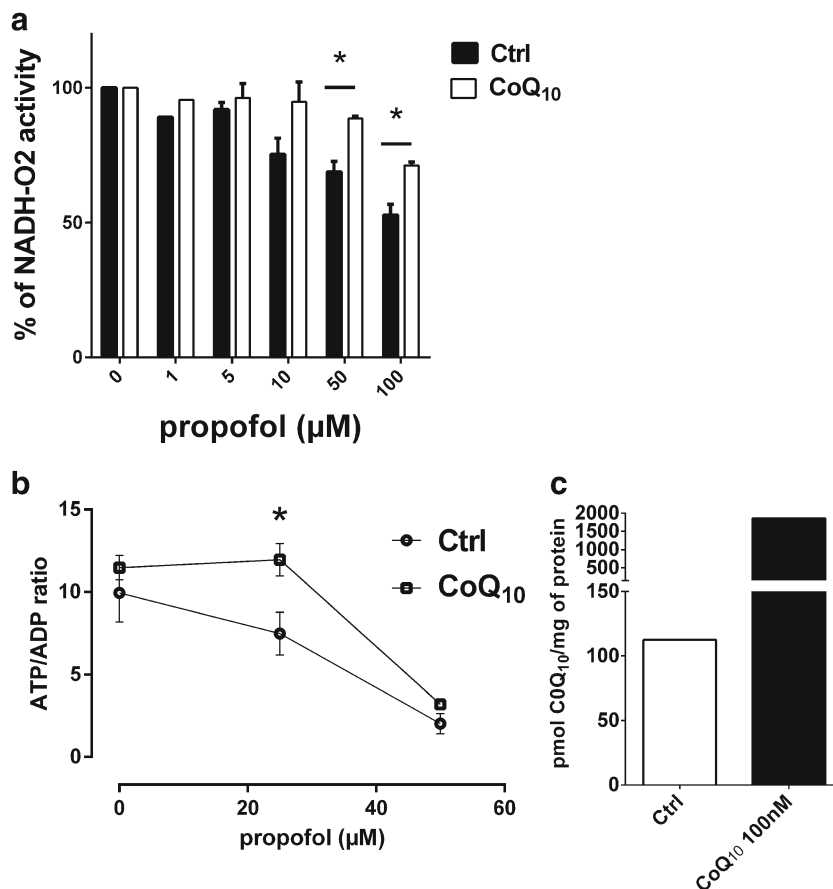 a
% of NADH-O2 activity
100
50
0
*
*
Ctrl
CoQ10
0
1
5
10
50
100
propofol (µM)
b
ATP/ADP ratio
15
10
5
0
*
Ctrl
CoQ10
0
20
40
60
propofol (µM)
c
pmol C0Q10/mg of protein
2000
1500
1000
500
150
100
50
0
Ctrl
CoQ10 100nM